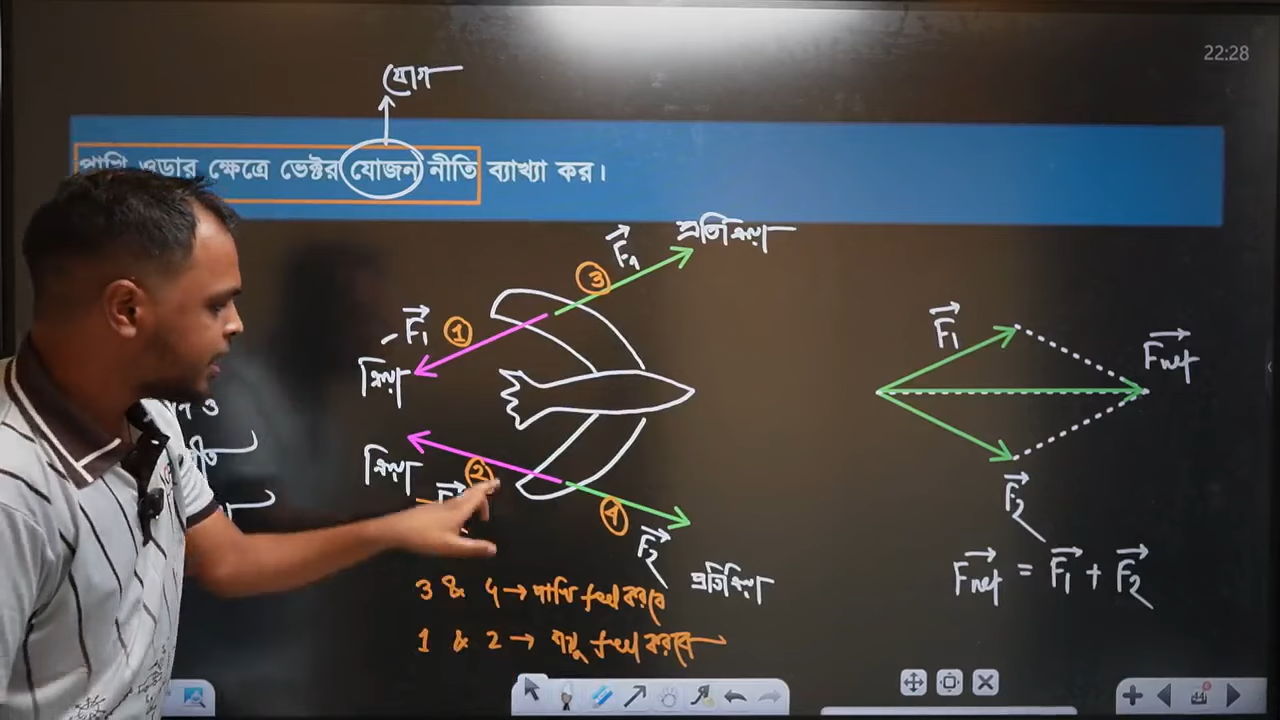 22:28
যোগ
পাখি ওড়ার ক্ষেত্রে ভেক্টর যোজন নীতি ব্যাখ্যা কর।
প্রতিক্রিয়া
F₁
3
F₁
1
ক্রিয়া
F₁
Fnet
ও
ক্রিয়া
2
4
F₂
F₂
প্রতিক্রিয়া
Fnet = F₁ + F₂
3 & 4 → পাখি feel করবে
1 & 2 → বায়ু feel করবে